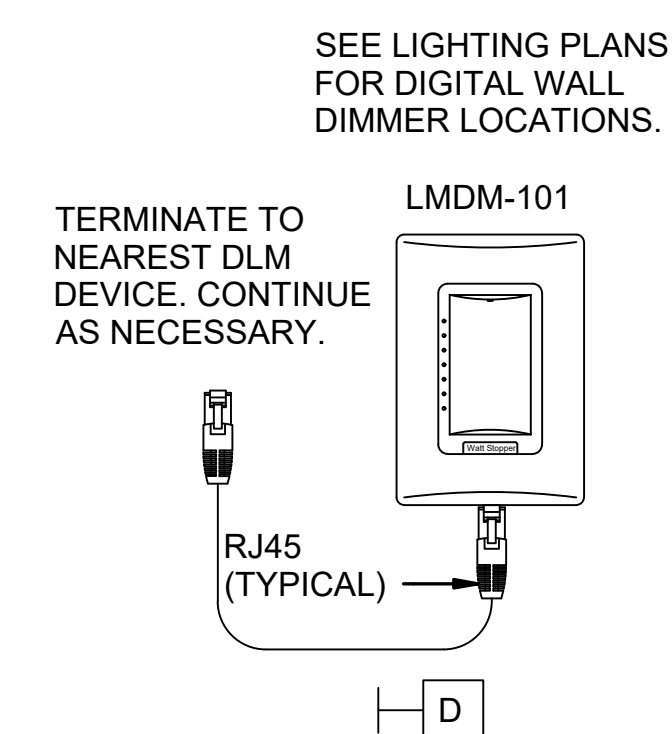 SEE LIGHTING PLANS
FOR DIGITAL WALL
DIMMER LOCATIONS.
LMDM-101
TERMINATE TO
NEAREST DLM
DEVICE. CONTINUE
AS NECESSARY.
Watt Stopper
RJ45
(TYPICAL)
D